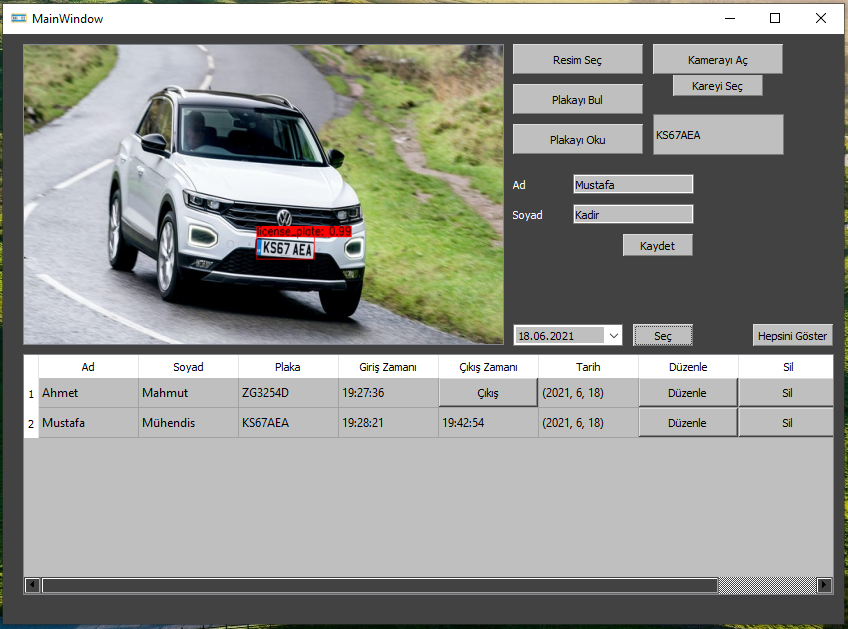 MainWindow
Resim Seç
Kamerayı Aç
Kareyi Seç
Plakayı Bul
Plakayı Oku
KS67AEA
license_plate: 0.99
KS67 AEA
Ad Mustafa
Soyad Kadir
Kaydet
18.06.2021 Seç Hepsini Göster
Ad Soyad Plaka Giriş Zamanı Çıkış Zamanı Tarih Düzenle Sil
1 Ahmet Mahmut ZG3254D 19:27:36 Çıkış (2021, 6, 18) Düzenle Sil
2 Mustafa Mühendis KS67AEA 19:28:21 19:42:54 (2021, 6, 18) Düzenle Sil